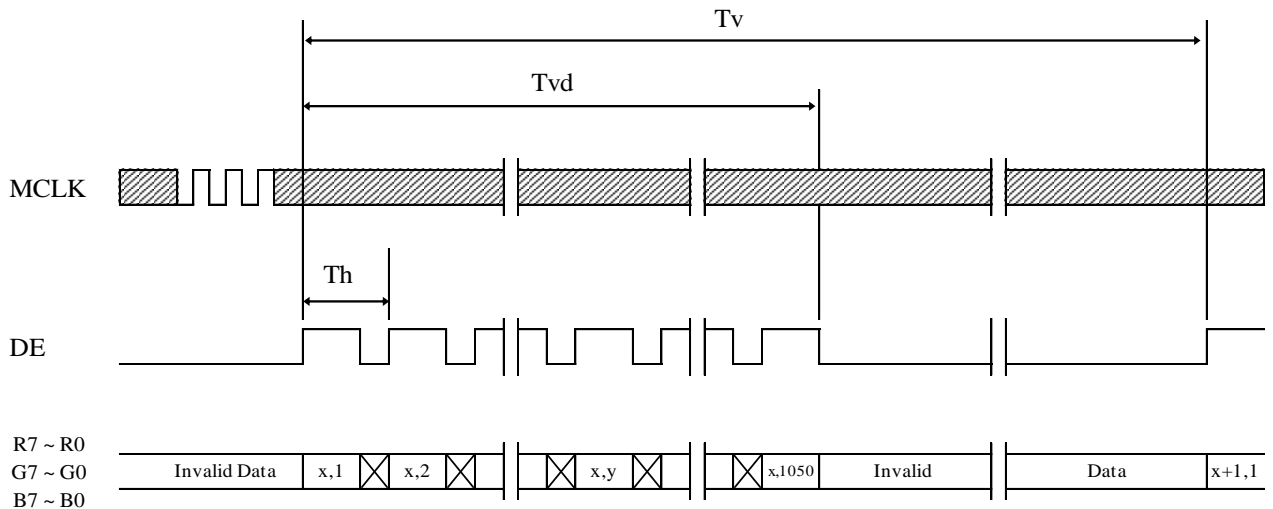 Tv
Tvd
MCLK
Th
DE
R7 ~ R0
G7 ~ G0
B7 ~ B0
Invalid Data
x,1
x,2
x,y
x,1050
Invalid
Data
x+1,1